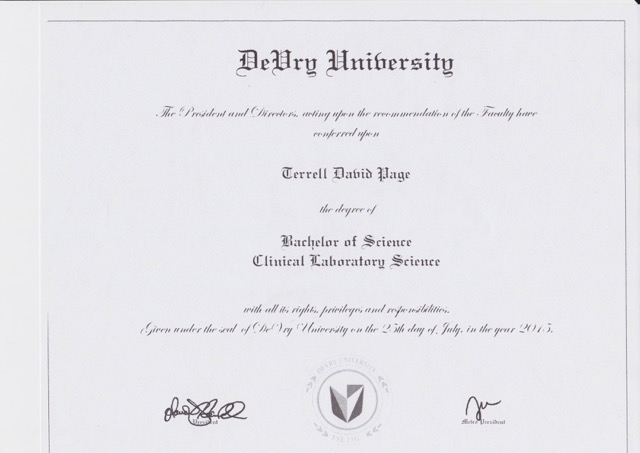 DeVry University
The President and Directors, acting upon the recommendation of the Faculty have
conferred upon
Terrell David Page
the degree of
Bachelor of Science
Clinical Laboratory Science
with all its rights, privileges and responsibilities.
Given under the seal of DeVry University on the 25th day of July, in the year 2015.
DEVRY UNIVERSITY
President
Metro President